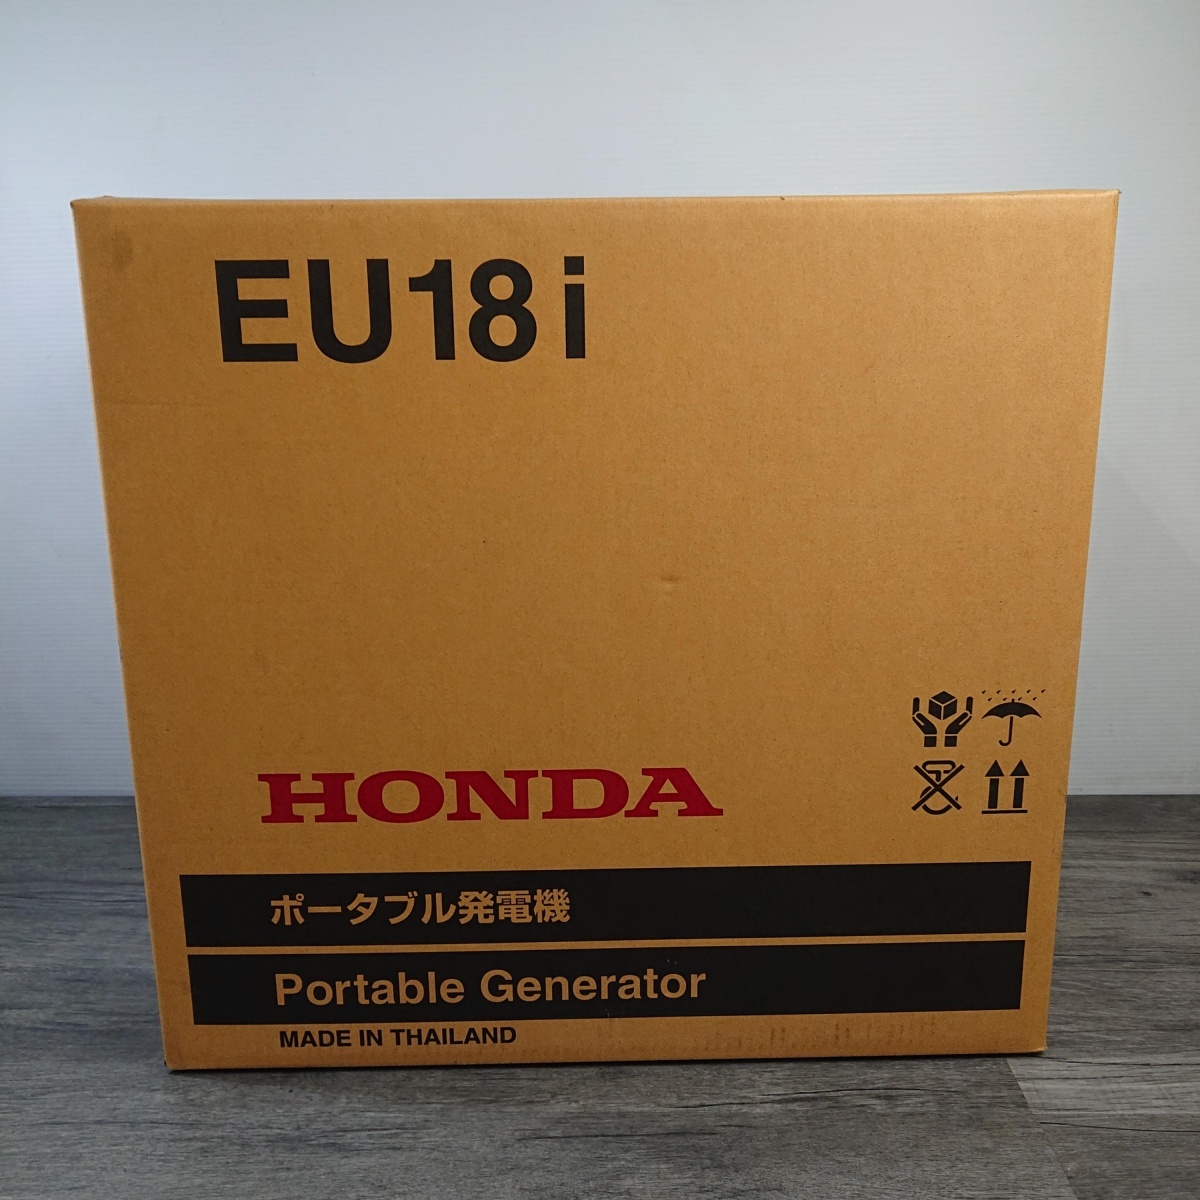 EU18i
HONDA
ポータブル発電機
Portable Generator
MADE IN THAILAND